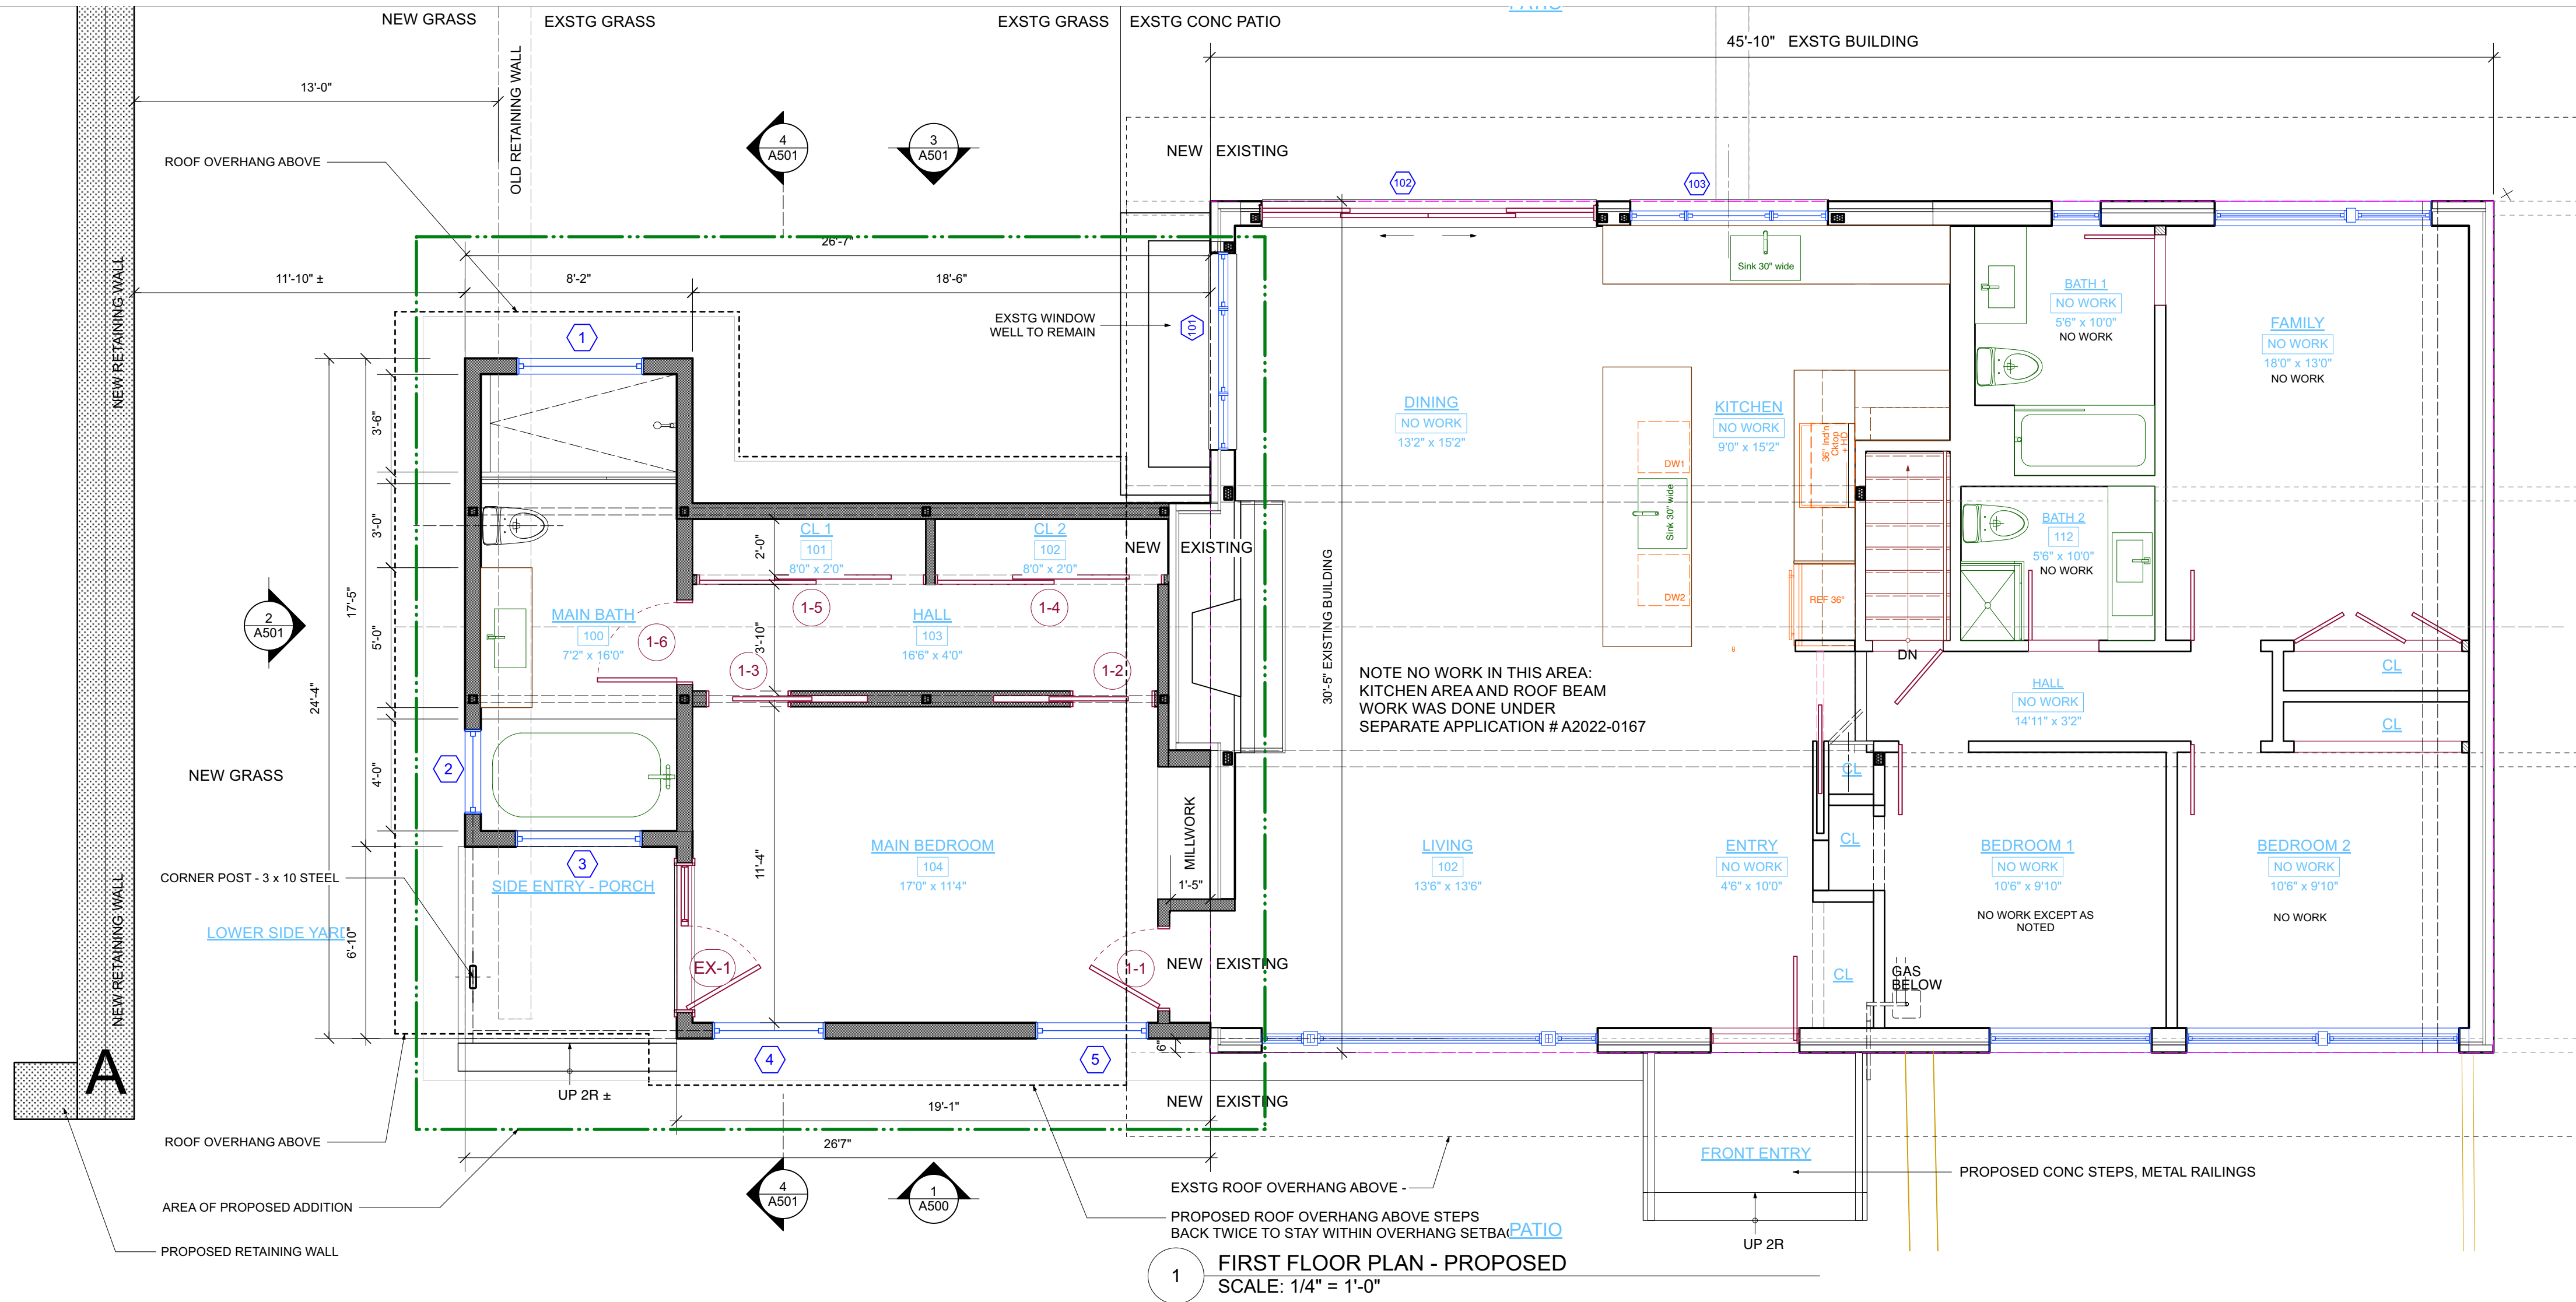 PATIO
NEW GRASS
EXSTG GRASS
EXSTG GRASS
EXSTG CONC PATIO
45'-10" EXSTG BUILDING
13'-0"
OLD RETAINING WALL
4
A501
3
A501
ROOF OVERHANG ABOVE
NEW EXISTING
102
103
26'-7"
11'-10" ±
8'-2"
18'-6"
Sink 30" wide
BATH 1
NO WORK
5'6" x 10'0"
NO WORK
FAMILY
NO WORK
18'0" x 13'0"
NO WORK
EXSTG WINDOW
WELL TO REMAIN
101
1
NEW RETAINING WALL
3'-6"
DINING
NO WORK
13'2" x 15'2"
KITCHEN
NO WORK
9'0" x 15'2"
36" Ind'n
Cktop
+ HD
DW1
Sink 30" wide
DW2
REF 36"
8
3'-0"
CL 1
101
8'0" x 2'0"
2'-0"
CL 2
102
8'0" x 2'0"
NEW EXISTING
BATH 2
112
5'6" x 10'0"
NO WORK
2
A501
17'-5"
5'-0"
MAIN BATH
100
7'2" x 16'0"
1-6
1-5
HALL
103
16'6" x 4'0"
1-4
3'-10"
1-3
1-2
30'-5" EXISTING BUILDING
24'-4"
NOTE NO WORK IN THIS AREA:
KITCHEN AREA AND ROOF BEAM
WORK WAS DONE UNDER
SEPARATE APPLICATION # A2022-0167
DN
HALL
NO WORK
14'11" x 3'2"
CL
CL
NEW GRASS
2
4'-0"
CL
MILLWORK
3
11'-4"
MAIN BEDROOM
104
17'0" x 11'4"
1'-5"
LIVING
102
13'6" x 13'6"
ENTRY
NO WORK
4'6" x 10'0"
CL
BEDROOM 1
NO WORK
10'6" x 9'10"
NO WORK EXCEPT AS
NOTED
BEDROOM 2
NO WORK
10'6" x 9'10"
NO WORK
CORNER POST - 3 x 10 STEEL
SIDE ENTRY - PORCH
NEW RETAINING WALL
LOWER SIDE YARD
6'-10"
EX-1
1-1
NEW EXISTING
CL
GAS
BELOW
A
4
5
6"
UP 2R ±
19'-1"
NEW EXISTING
ROOF OVERHANG ABOVE
26'7"
FRONT ENTRY
PROPOSED CONC STEPS, METAL RAILINGS
4
A501
1
A500
EXSTG ROOF OVERHANG ABOVE -
AREA OF PROPOSED ADDITION
PROPOSED ROOF OVERHANG ABOVE STEPS
BACK TWICE TO STAY WITHIN OVERHANG SETBAC
PATIO
UP 2R
PROPOSED RETAINING WALL
1
FIRST FLOOR PLAN - PROPOSED
SCALE: 1/4" = 1'-0"